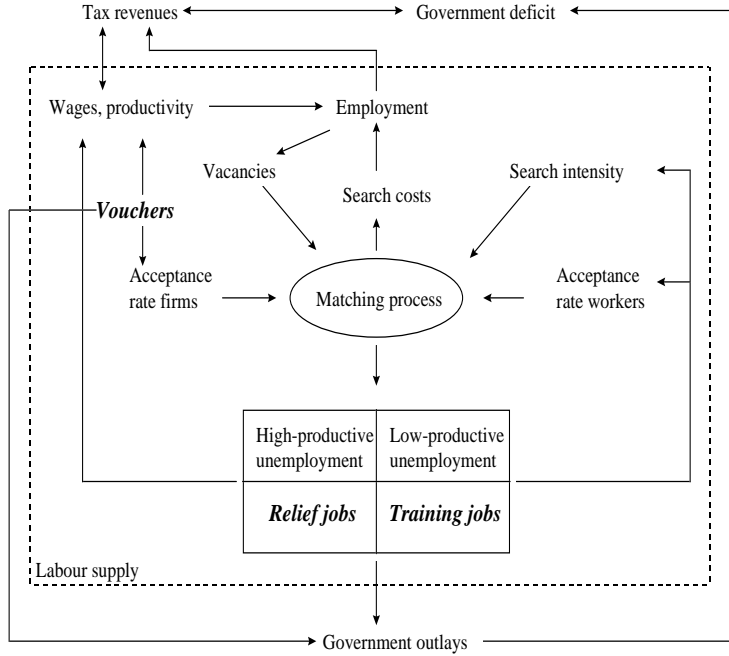 Tax revenues
Government deficit
Wages, productivity
Employment
Vacancies
Search intensity
Search costs
Vouchers
Acceptance
rate firms
Matching process
Acceptance
rate workers
High-productive
unemployment
Low-productive
unemployment
Relief jobs
Training jobs
Labour supply
Government outlays